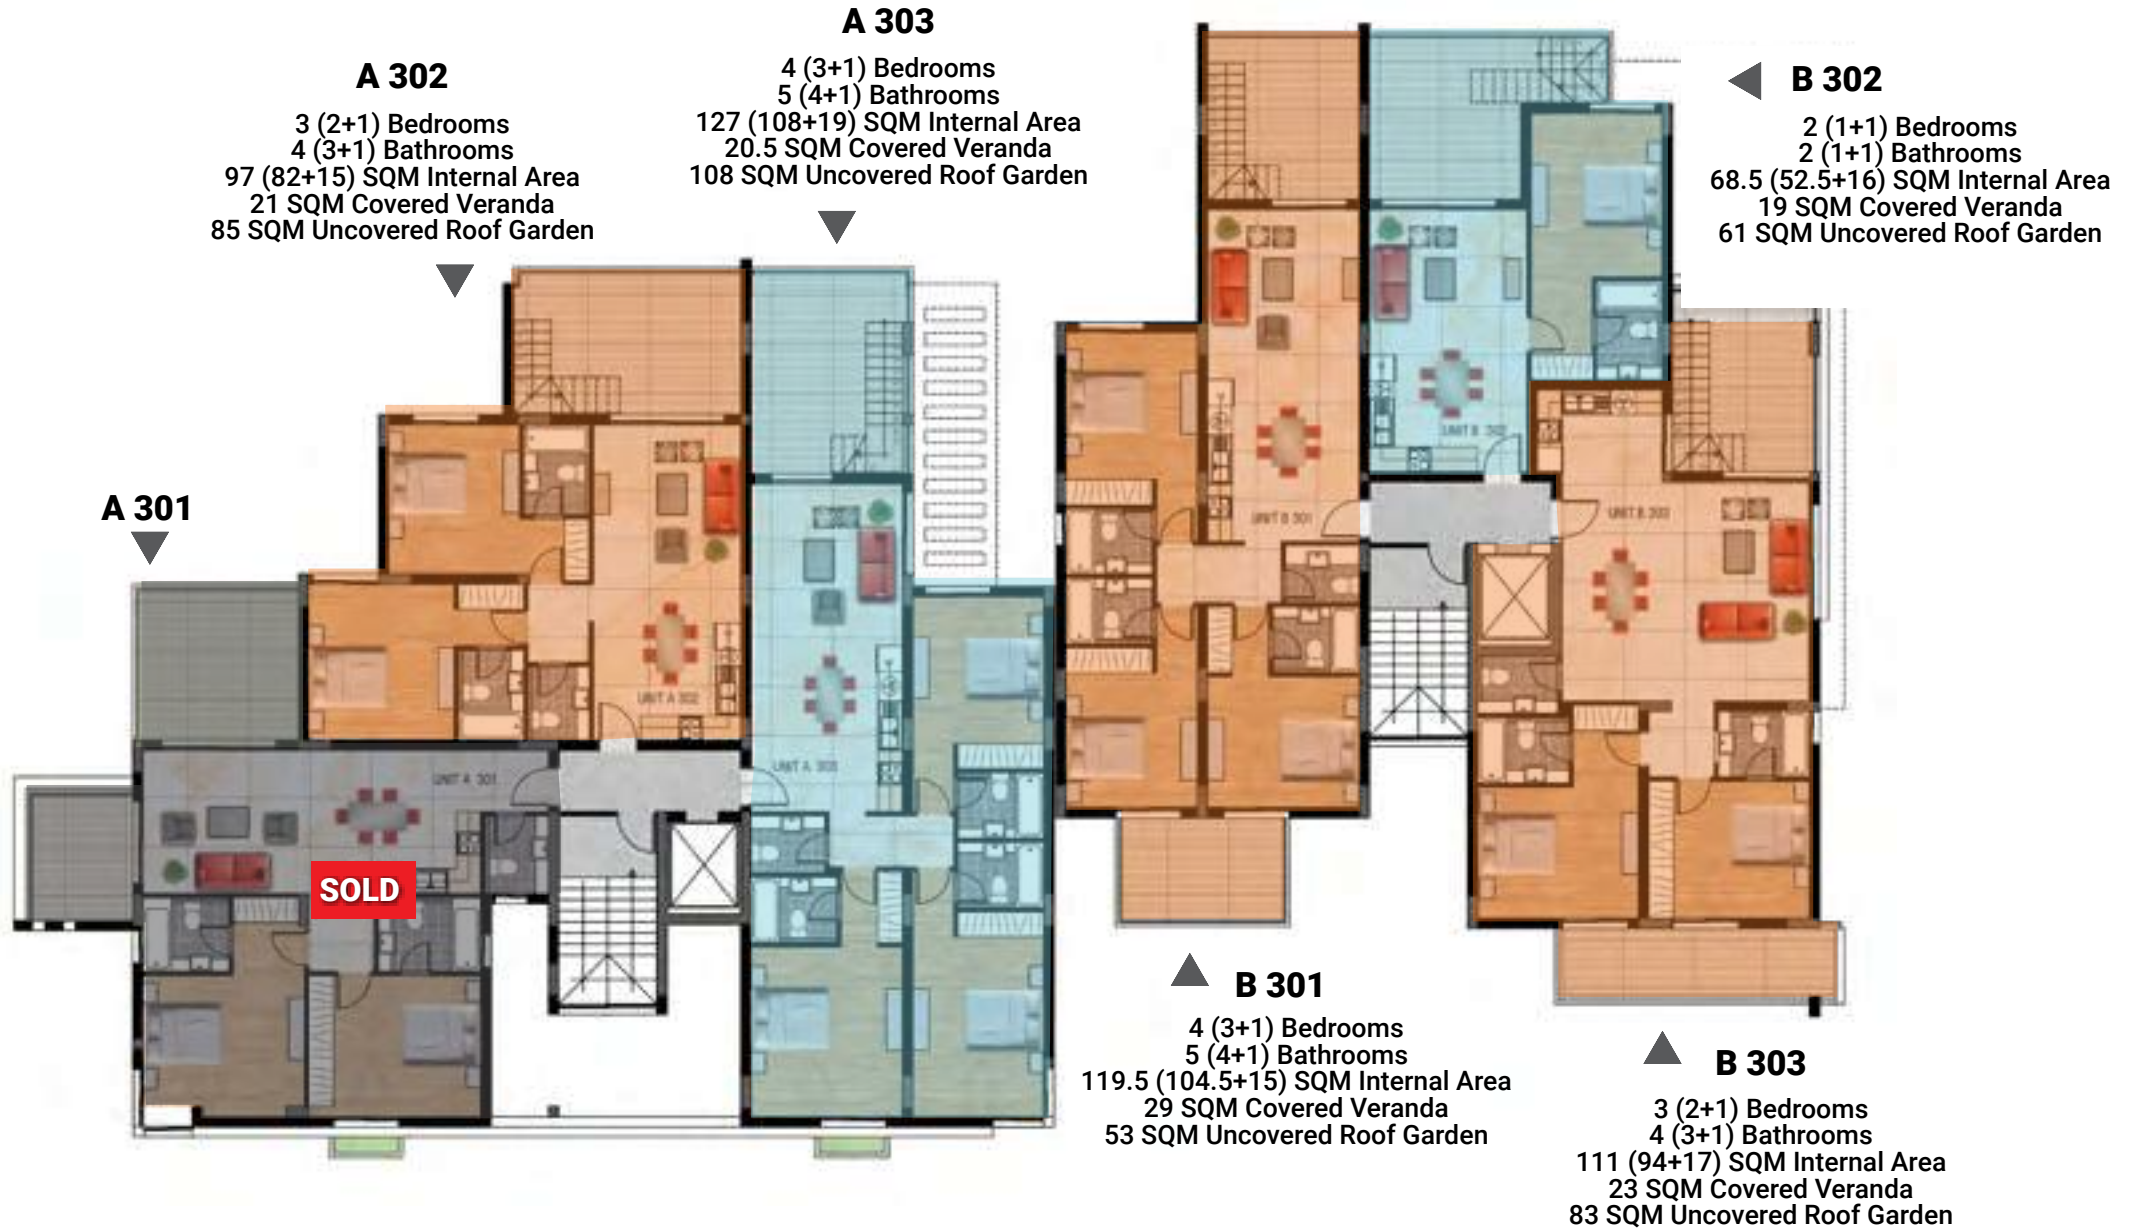 A 303
4 (3+1) Bedrooms
5 (4+1) Bathrooms
127 (108+19) SQM Internal Area
20.5 SQM Covered Veranda
108 SQM Uncovered Roof Garden
A 302
3 (2+1) Bedrooms
4 (3+1) Bathrooms
97 (82+15) SQM Internal Area
21 SQM Covered Veranda
85 SQM Uncovered Roof Garden
B 302
2 (1+1) Bedrooms
2 (1+1) Bathrooms
68.5 (52.5+16) SQM Internal Area
19 SQM Covered Veranda
61 SQM Uncovered Roof Garden
A 301
UNIT B 302
UNIT B 301
UNIT B 303
UNIT A 302
UNIT A 303
UNIT A 301
SOLD
B 301
4 (3+1) Bedrooms
5 (4+1) Bathrooms
119.5 (104.5+15) SQM Internal Area
29 SQM Covered Veranda
53 SQM Uncovered Roof Garden
B 303
3 (2+1) Bedrooms
4 (3+1) Bathrooms
111 (94+17) SQM Internal Area
23 SQM Covered Veranda
83 SQM Uncovered Roof Garden